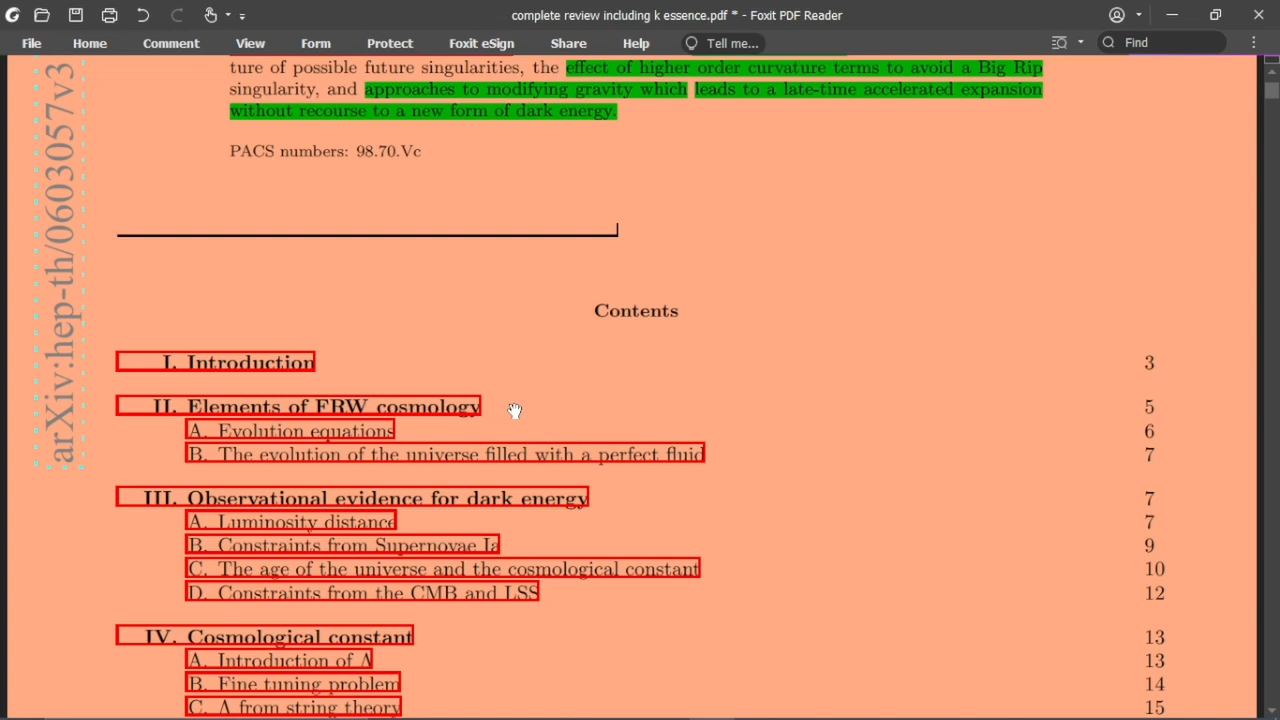 complete review including k essence.pdf * - Foxit PDF Reader
File Home Comment View Form Protect Foxit eSign Share Help Tell me... Find
ture of possible future singularities, the effect of higher order curvature terms to avoid a Big Rip
singularity, and approaches to modifying gravity which leads to a late-time accelerated expansion
without recourse to a new form of dark energy.
PACS numbers: 98.70.Vc
arXiv:hep-th/0603057v3
Contents
I. Introduction 3
II. Elements of FRW cosmology 5
A. Evolution equations 6
B. The evolution of the universe filled with a perfect fluid 7
III. Observational evidence for dark energy 7
A. Luminosity distance 7
B. Constraints from Supernovae Ia 9
C. The age of the universe and the cosmological constant 10
D. Constraints from the CMB and LSS 12
IV. Cosmological constant 13
A. Introduction of Λ 13
B. Fine tuning problem 14
C. Λ from string theory 15